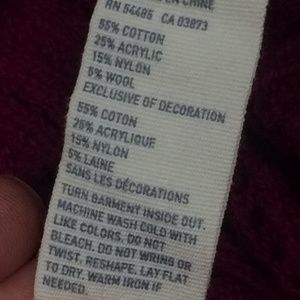 EN CHINE
RN 54485 CA 03873
55% COTTON
25% ACRYLIC
15% NYLON
5% WOOL
EXCLUSIVE OF DECORATION
55% COTON
25% ACRYLIQUE
15% NYLON
5% LAINE
SANS LES DÉCORATIONS
TURN GARMENT INSIDE OUT.
MACHINE WASH COLD WITH
LIKE COLORS. DO NOT
BLEACH. DO NOT WRING OR
TWIST. RESHAPE. LAY FLAT
TO DRY. WARM IRON IF
NEEDED.